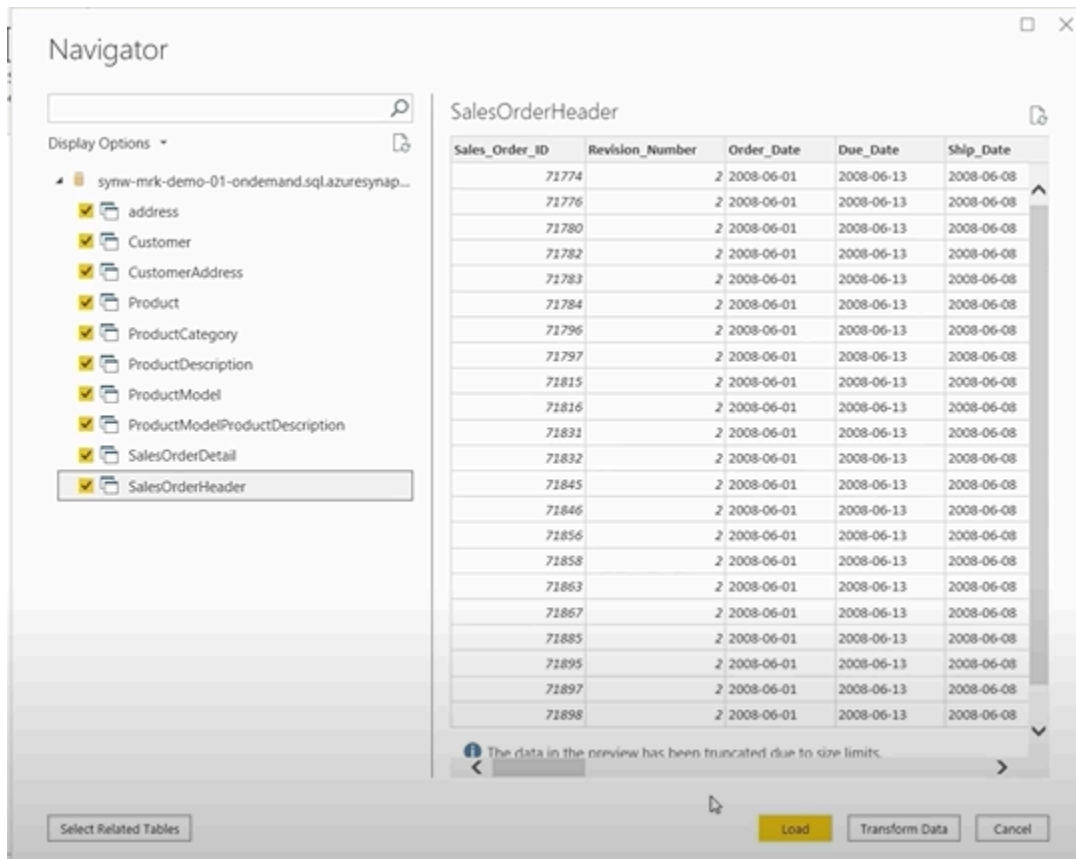 Navigator
Display Options
synw-mrk-demo-01-ondemand.sql.azuresynap...
address
Customer
CustomerAddress
Product
ProductCategory
ProductDescription
ProductModel
ProductModelProductDescription
SalesOrderDetail
SalesOrderHeader
SalesOrderHeader
Sales_Order_ID Revision_Number Order_Date Due_Date Ship_Date
71774 2 2008-06-01 2008-06-13 2008-06-08
71776 2 2008-06-01 2008-06-13 2008-06-08
71780 2 2008-06-01 2008-06-13 2008-06-08
71782 2 2008-06-01 2008-06-13 2008-06-08
71783 2 2008-06-01 2008-06-13 2008-06-08
71784 2 2008-06-01 2008-06-13 2008-06-08
71796 2 2008-06-01 2008-06-13 2008-06-08
71797 2 2008-06-01 2008-06-13 2008-06-08
71815 2 2008-06-01 2008-06-13 2008-06-08
71816 2 2008-06-01 2008-06-13 2008-06-08
71831 2 2008-06-01 2008-06-13 2008-06-08
71832 2 2008-06-01 2008-06-13 2008-06-08
71845 2 2008-06-01 2008-06-13 2008-06-08
71846 2 2008-06-01 2008-06-13 2008-06-08
71856 2 2008-06-01 2008-06-13 2008-06-08
71858 2 2008-06-01 2008-06-13 2008-06-08
71863 2 2008-06-01 2008-06-13 2008-06-08
71867 2 2008-06-01 2008-06-13 2008-06-08
71885 2 2008-06-01 2008-06-13 2008-06-08
71895 2 2008-06-01 2008-06-13 2008-06-08
71897 2 2008-06-01 2008-06-13 2008-06-08
71898 2 2008-06-01 2008-06-13 2008-06-08
The data in the preview has been truncated due to size limits.
Select Related Tables
Load
Transform Data
Cancel